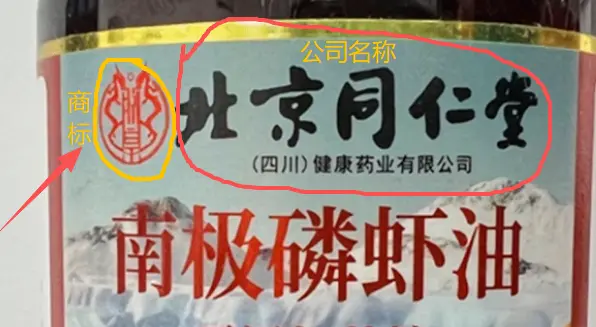 公司名称
商标
北京同仁堂
(四川)健康药业有限公司
南极磷虾油